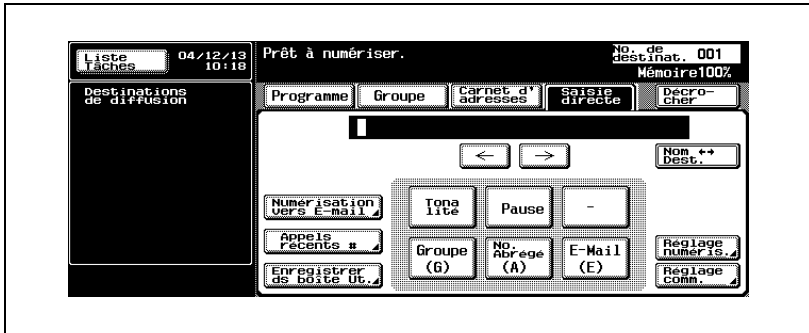 Liste
Tâches
04/12/13
10:18
Prêt à numériser.
No. de
destinat. 001
Mémoire100%
Destinations
de diffusion
Programme
Groupe
Carnet d'
adresses
Saisie
directe
Décro-
cher
← →
Nom ↔
Dest.
Numérisation
vers E-mail
Tona
lité
Pause
-
Appels
récents #
Groupe
(G)
No.
Abrégé
(A)
E-Mail
(E)
Réglage
numéris.
Enregistrer
ds boîte Ut.
Réglage
comm.